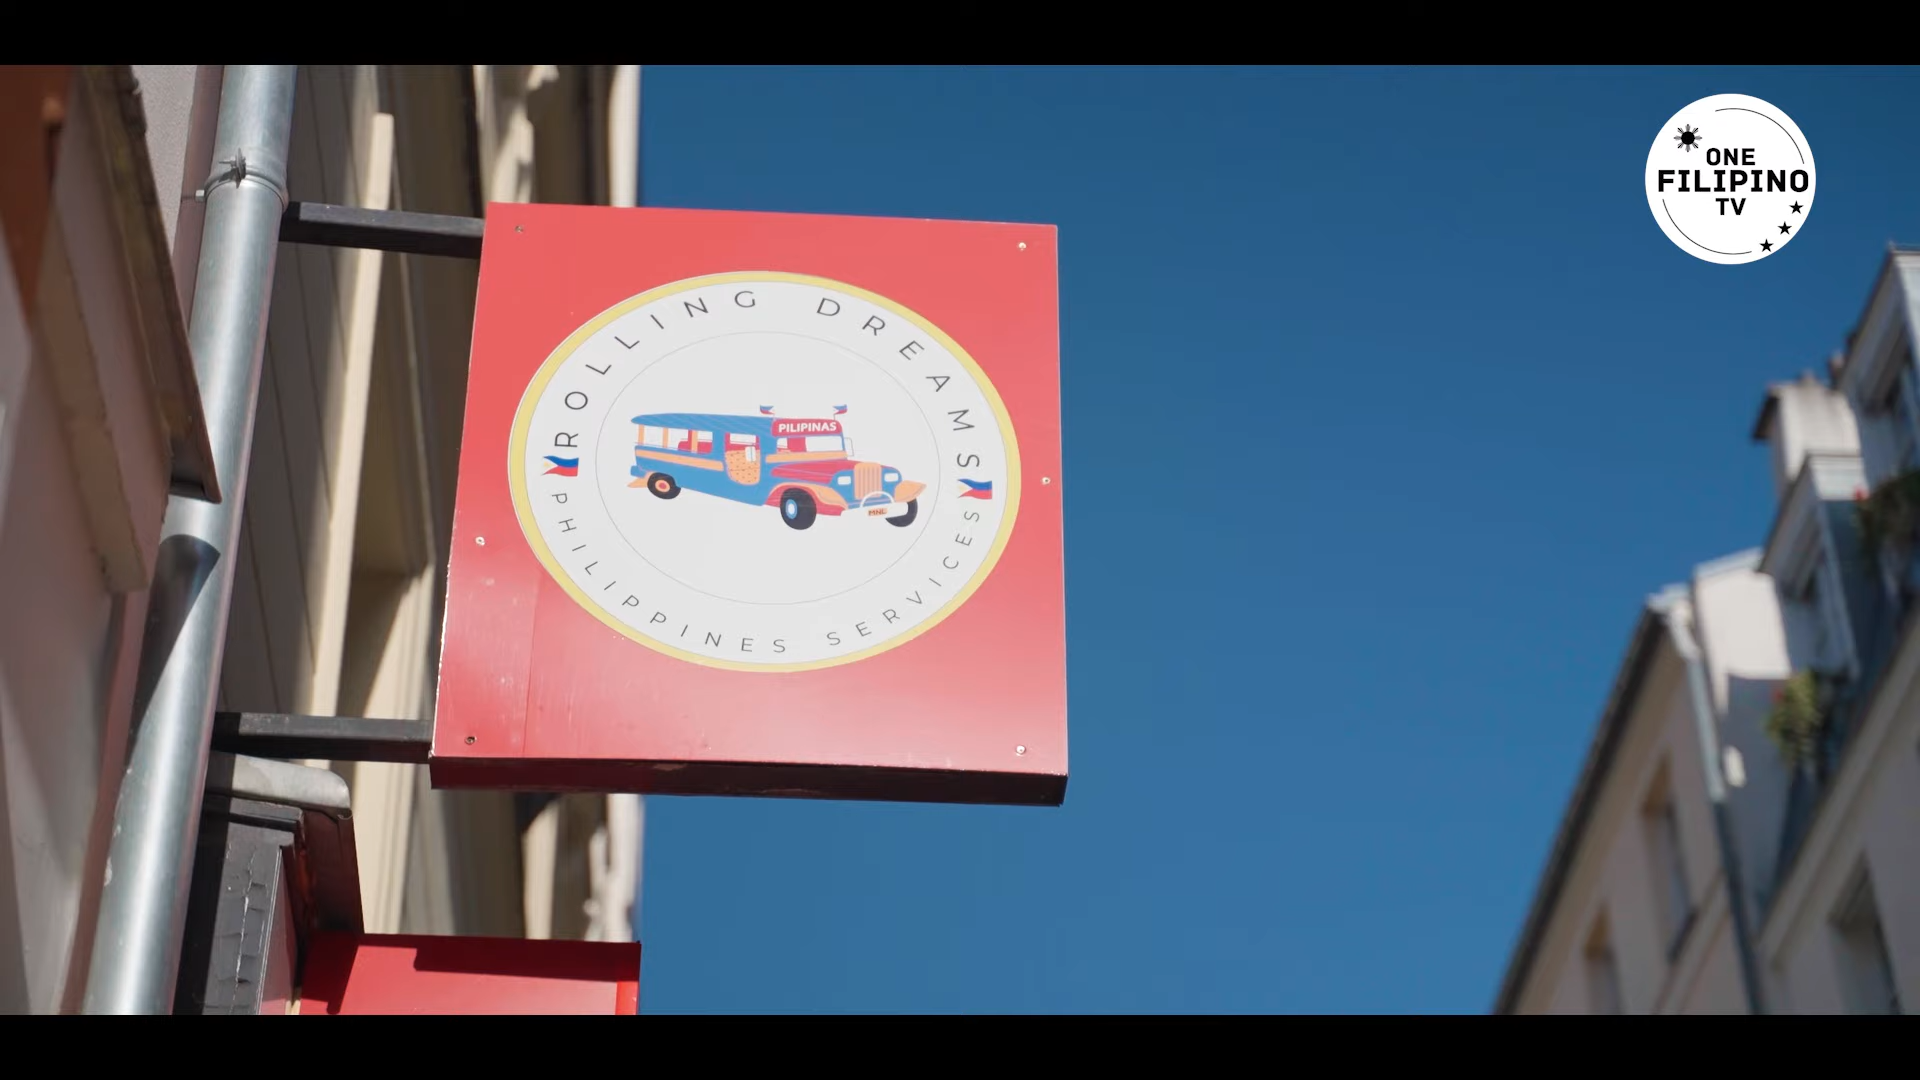 ROLLING DREAMS
PILIPINAS
MNL
PHILIPPINES SERVICES
ONE
FILIPINO
TV